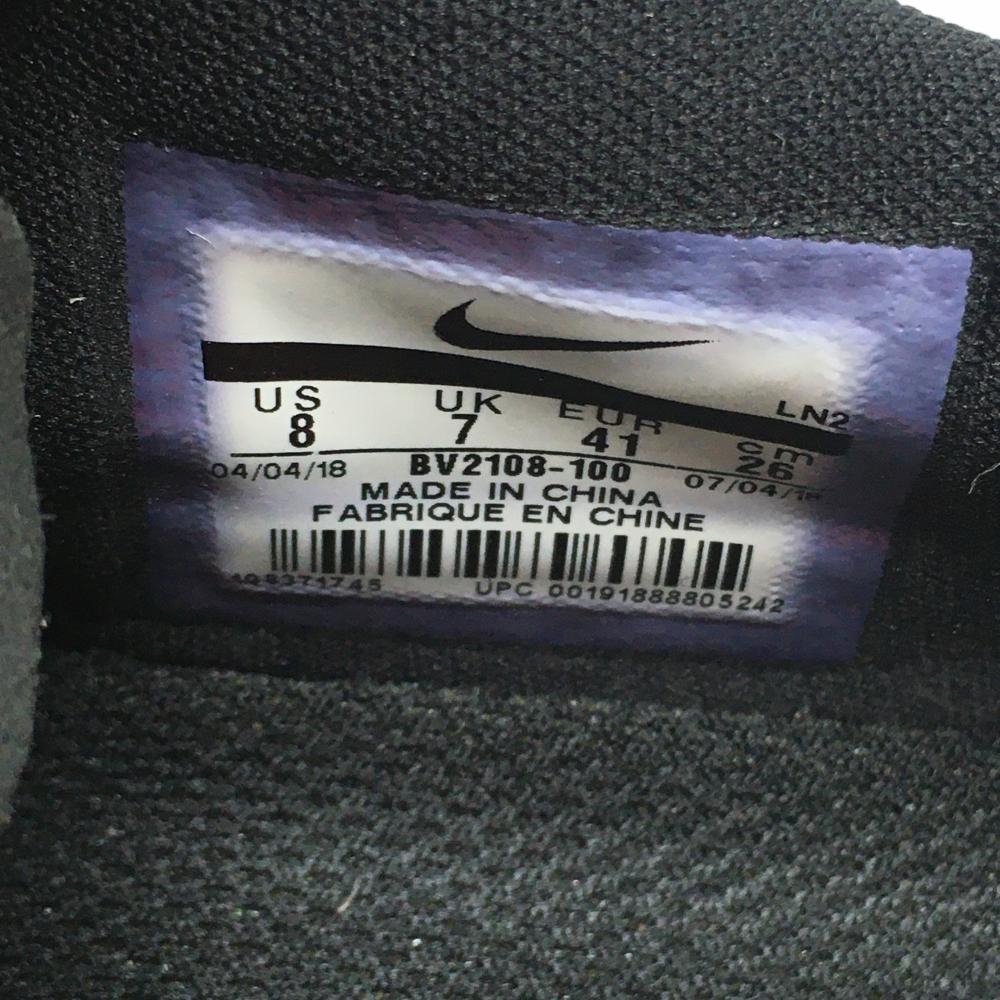 LN2
US UK EUR cm
8 7 41 26
04/04/18 BV2108-100 07/04/18
MADE IN CHINA
FABRIQUE EN CHINE
UPC 00191888805242